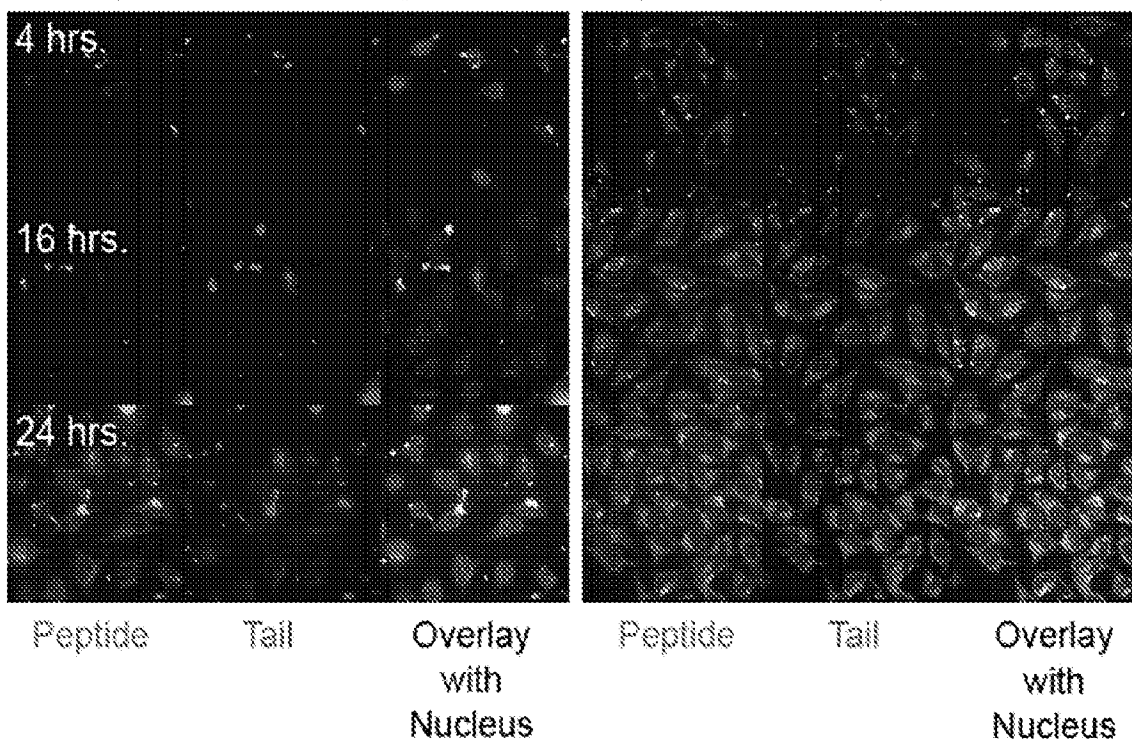 4 hrs.
16 hrs.
24 hrs.
Peptide Tail Overlay
with
Nucleus
Peptide Tail Overlay
with
Nucleus